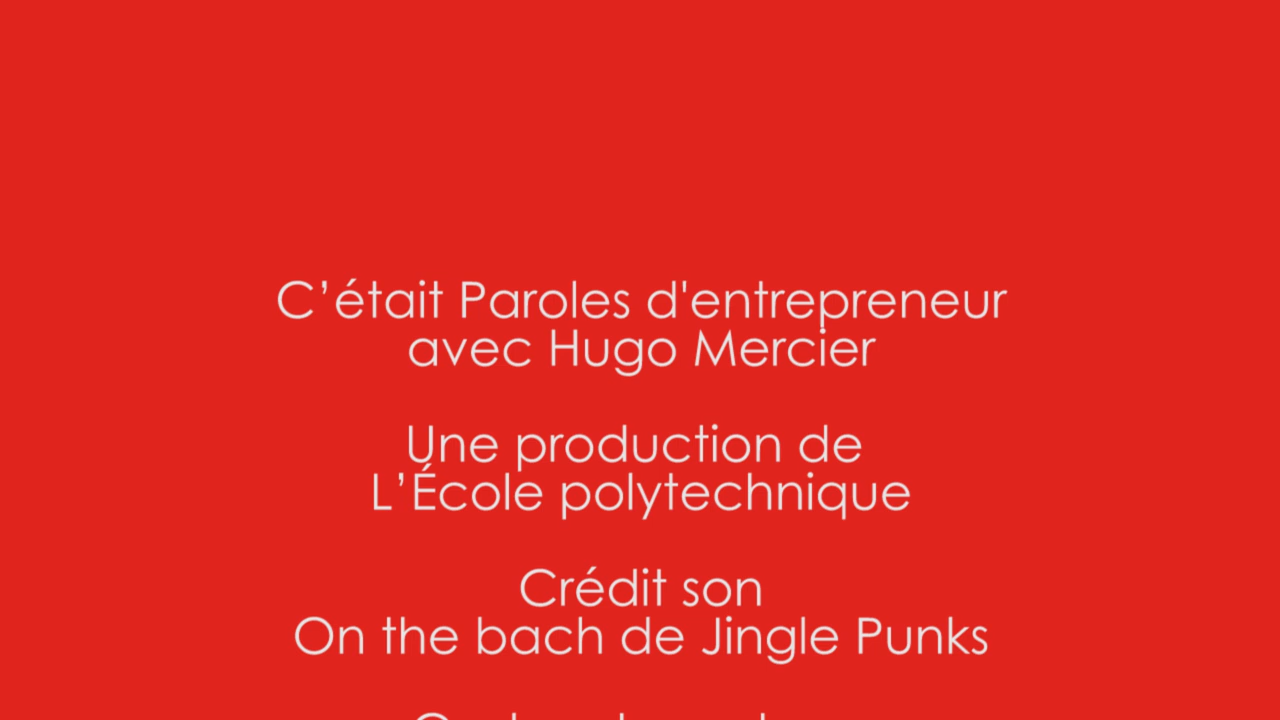 C’était Paroles d'entrepreneur
avec Hugo Mercier
Une production de
L’École polytechnique
Crédit son
On the bach de Jingle Punks